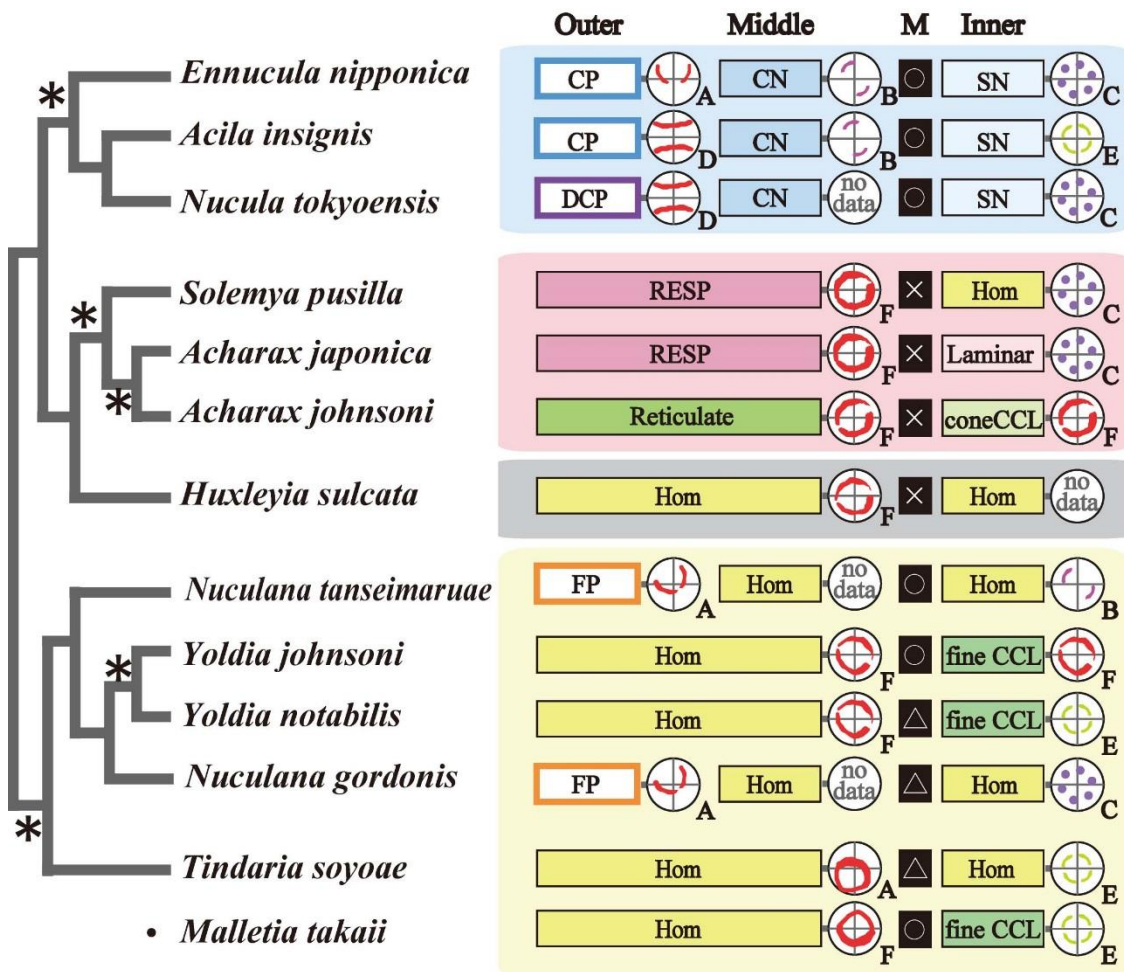 Outer Middle M Inner
* Ennucula nipponica CP A CN B ○ SN C
Acila insignis CP D CN B ○ SN E
Nucula tokyoensis DCP D CN no data ○ SN C
* Solemya pusilla RESP F × Hom C
Acharax japonica RESP F × Laminar C
* Acharax johnsoni Reticulate F × coneCCL F
Huxleyia sulcata Hom F × Hom no data
Nuculana tanseimaruae FP A Hom no data ○ Hom B
* Yoldia johnsoni Hom F ○ fine CCL F
Yoldia notabilis Hom F △ fine CCL E
Nuculana gordonis FP A Hom no data △ Hom C
* Tindaria soyoae Hom A △ Hom E
• Malletia takaii Hom F ○ fine CCL E